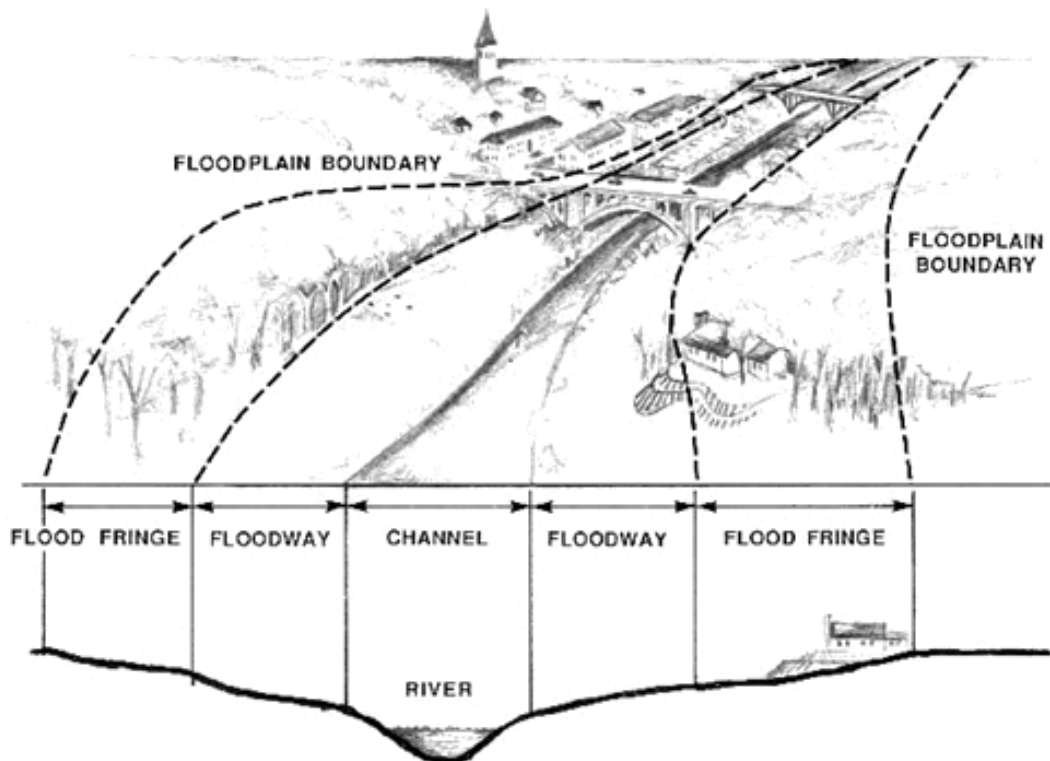 FLOODPLAIN BOUNDARY
FLOODPLAIN
BOUNDARY
FLOOD FRINGE
FLOODWAY
CHANNEL
FLOODWAY
FLOOD FRINGE
RIVER